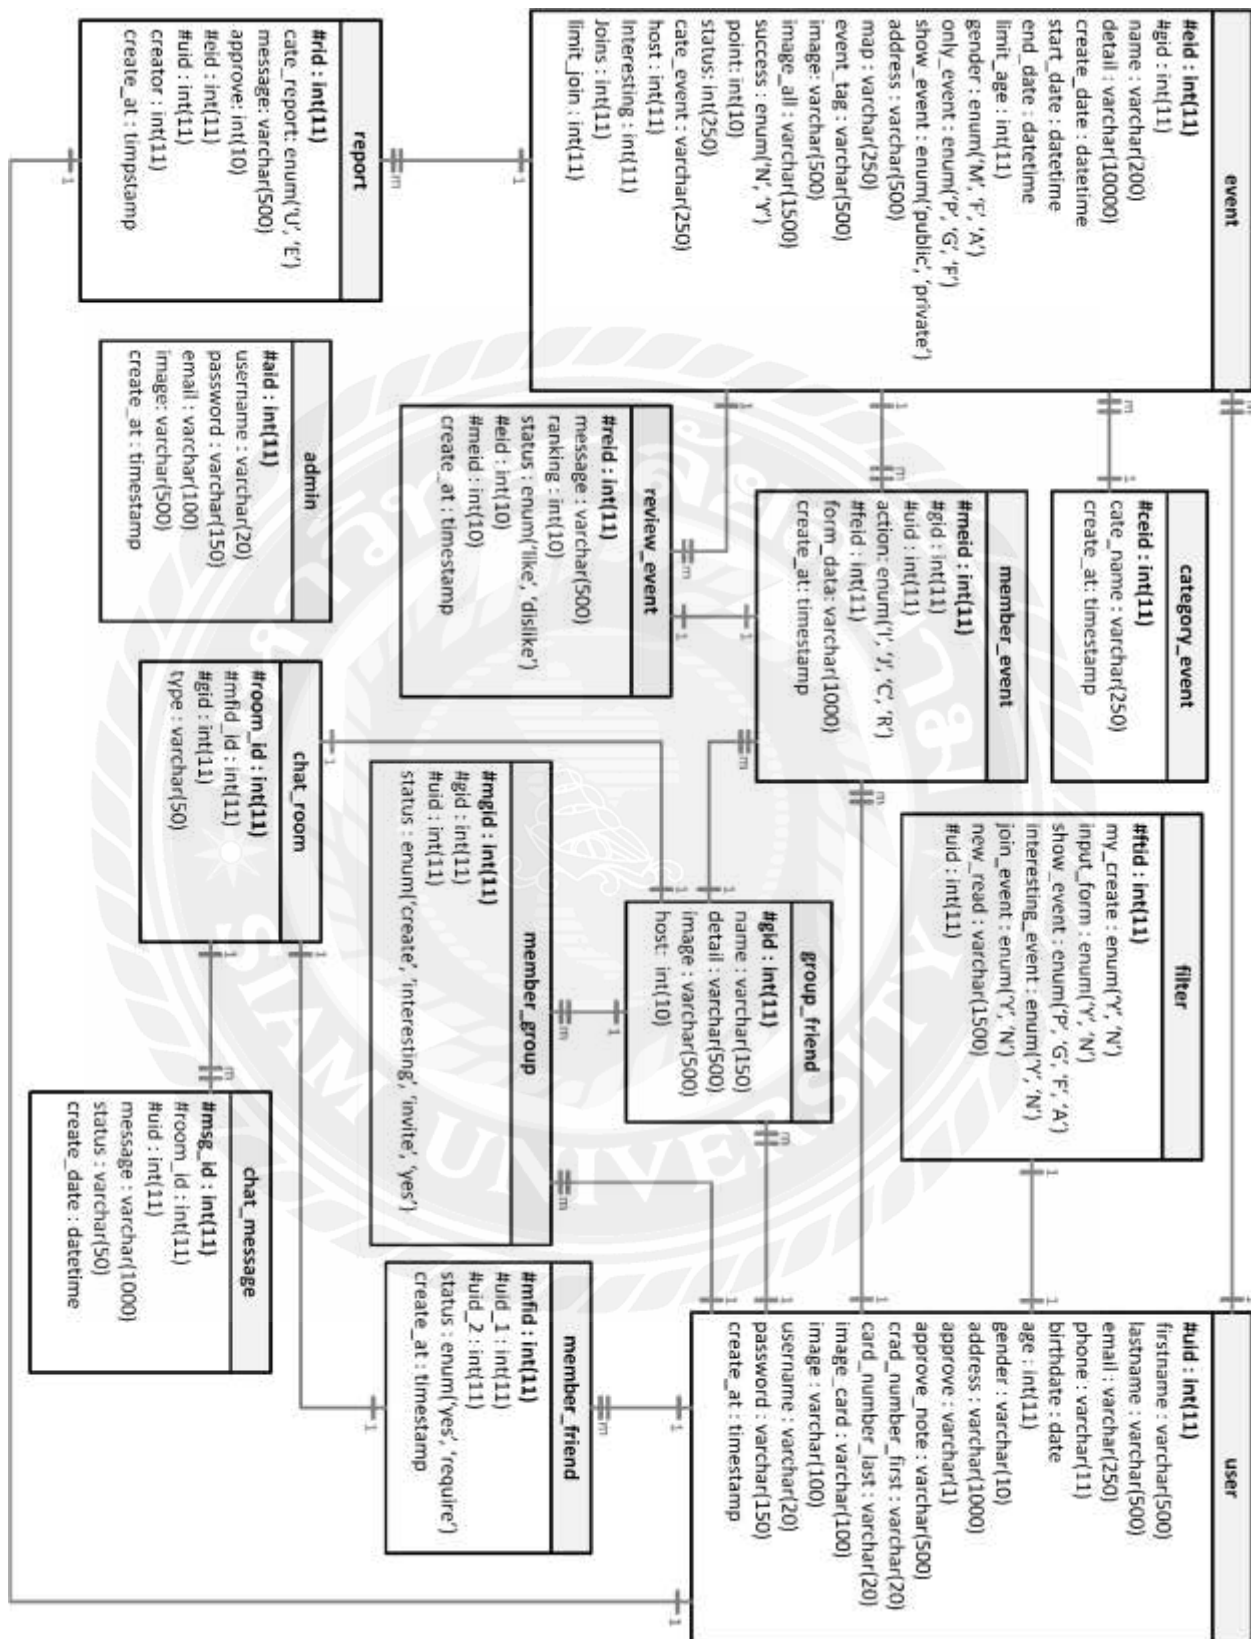 event
#eid : int(11)
#gid : int(11)
name : varchar(200)
detail : varchar(10000)
create_date : datetime
start_date : datetime
end_date : datetime
limit_age : int(11)
gender : enum('M', 'F', 'A')
only_event : enum('P', 'G', 'F')
show_event : enum('public', 'private')
address : varchar(500)
map : varchar(250)
event_tag : varchar(500)
image: varchar(500)
image_all : varchar(1500)
success : enum('N', 'Y')
point: int(10)
status: int(250)
cate_event : varchar(250)
host : int(11)
Interesting : int(11)
Joins : int(11)
limit_join : int(11)
category_event
#ceid : int(11)
cate_name : varchar(250)
create_at: timestamp
filter
#ftid : int(11)
my_create : enum('Y', 'N')
input_form : enum('Y', 'N')
show_event : enum('P', 'G', 'F', 'A')
interesting_event : enum('Y', 'N')
join_event : enum('Y', 'N')
new_read : varchar(1500)
#uid : int(11)
user
#uid : int(11)
firstname : varchar(500)
lastname : varchar(500)
email : varchar(250)
phone : varchar(11)
birthdate : date
age : int(11)
gender : varchar(10)
address : varchar(1000)
approve : varchar(1)
approve_note : varchar(500)
crad_number_first : varchar(20)
card_number_last : varchar(20)
image_card : varchar(100)
image : varchar(100)
username : varchar(20)
password : varchar(150)
create_at : timestamp
member_event
#meid : int(11)
#gid : int(11)
#uid : int(11)
action: enum('I', 'J', 'C', 'R')
#feid : int(11)
form_data: varchar(1000)
create_at: timestamp
group_friend
#gid : int(11)
name : varchar(150)
detail : varchar(500)
image : varchar(500)
host: int(10)
review_event
#reid : int(11)
message : varchar(500)
ranking : int(10)
status : enum('like', 'dislike')
#eid : int(10)
#meid : int(10)
create_at : timestamp
member_group
#mgid : int(11)
#gid : int(11)
#uid : int(11)
status : enum('create', 'interesting', 'invite', 'yes')
member_friend
#mfid : int(11)
#uid_1 : int(11)
#uid_2 : int(11)
status : enum('yes', 'require')
create_at : timestamp
report
#rid : int(11)
cate_report: enum('U', 'E')
message: varchar(500)
approve: int(10)
#eid : int(11)
#uid : int(11)
creator : int(11)
create_at : timpstamp
admin
#aid : int(11)
username : varchar(20)
password : varchar(150)
email : varchar(100)
image: varchar(500)
create_at : timestamp
chat_room
#room_id : int(11)
#mfid_id : int(11)
#gid : int(11)
type : varchar(50)
chat_message
#msg_id : int(11)
#room_id : int(11)
#uid : int(11)
message : varchar(1000)
status : varchar(50)
create_date : datetime
SIAM UNIVERSITY